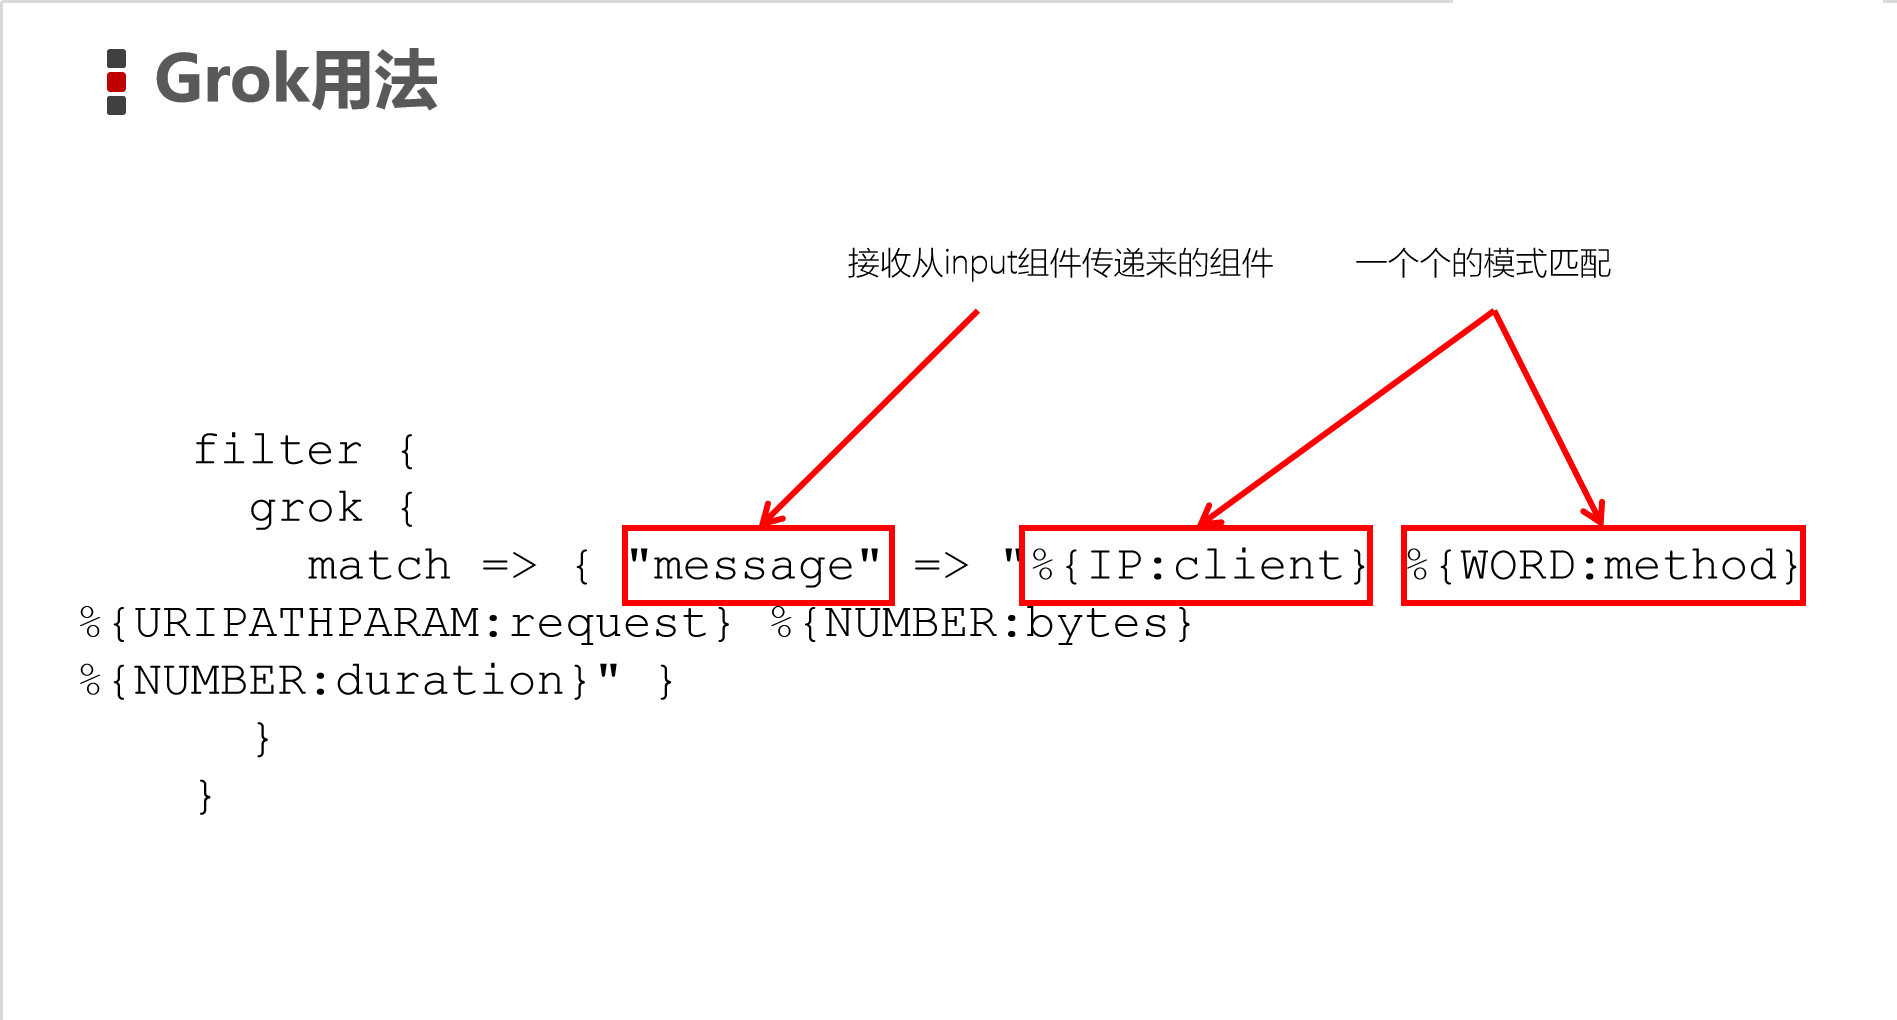 Grok用法
接收从input组件传递来的组件 一个个的模式匹配
filter {
grok {
match => { "message" => "%{IP:client} %{WORD:method}
%{URIPATHPARAM:request} %{NUMBER:bytes}
%{NUMBER:duration}" }
}
}